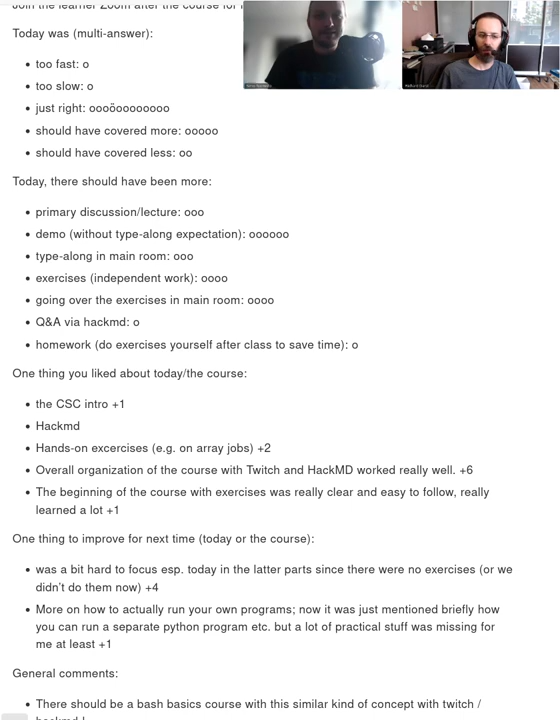 Join the learner Zoom after the course for
Today was (multi-answer):
too fast: o
too slow: o
just right: oooöooooooooo
should have covered more: ooooo
should have covered less: oo
Today, there should have been more:
primary discussion/lecture: ooo
demo (without type-along expectation): oooooo
type-along in main room: ooo
exercises (independent work): oooo
going over the exercises in main room: oooo
Q&A via hackmd: o
homework (do exercises yourself after class to save time): o
One thing you liked about today/the course:
the CSC intro +1
Hackmd
Hands-on excercises (e.g. on array jobs) +2
Overall organization of the course with Twitch and HackMD worked really well. +6
The beginning of the course with exercises was really clear and easy to follow, really
learned a lot +1
One thing to improve for next time (today or the course):
was a bit hard to focus esp. today in the latter parts since there were no exercises (or we
didn't do them now) +4
More on how to actually run your own programs; now it was just mentioned briefly how
you can run a separate python program etc. but a lot of practical stuff was missing for
me at least +1
General comments:
There should be a bash basics course with this similar kind of concept with twitch /